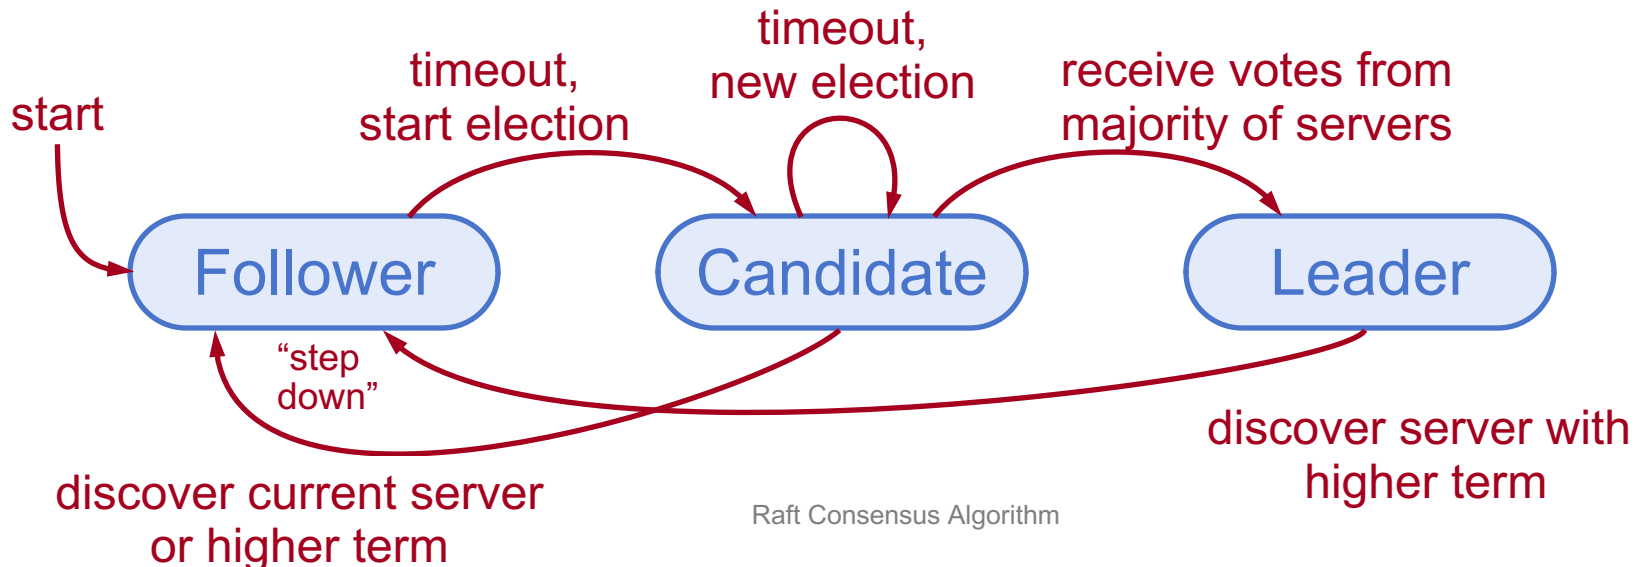 start
timeout,
start election
timeout,
new election
receive votes from
majority of servers
Follower
Candidate
Leader
“step
down”
discover current server
or higher term
discover server with
higher term
Raft Consensus Algorithm